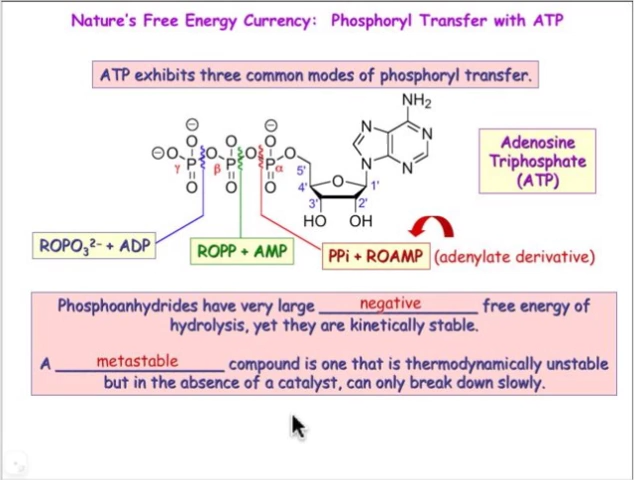 Nature's Free Energy Currency: Phosphoryl Transfer with ATP
ATP exhibits three common modes of phosphoryl transfer.
NH₂
N
N
N
N
⊖
⊖
O
O
O
⊖O
P
O
P
O
P
O
γ
β
α
O
O
O
5'
4'
O
1'
3'
2'
HO
OH
Adenosine
Triphosphate
(ATP)
ROPO₃²⁻ + ADP
ROPP + AMP
PPi + ROAMP (adenylate derivative)
Phosphoanhydrides have very large negative free energy of
hydrolysis, yet they are kinetically stable.
A metastable compound is one that is thermodynamically unstable
but in the absence of a catalyst, can only break down slowly.